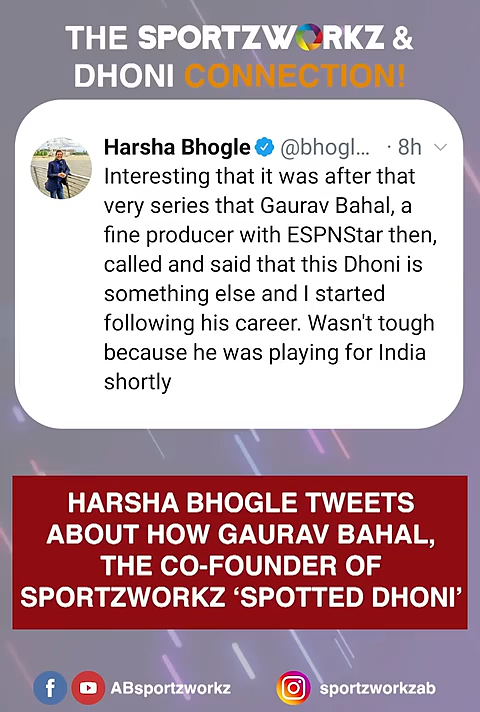 THE SPORTZWORKZ &
DHONI CONNECTION!
Harsha Bhogle @bhogl... · 8h
Interesting that it was after that
very series that Gaurav Bahal, a
fine producer with ESPNStar then,
called and said that this Dhoni is
something else and I started
following his career. Wasn't tough
because he was playing for India
shortly
HARSHA BHOGLE TWEETS
ABOUT HOW GAURAV BAHAL,
THE CO-FOUNDER OF
SPORTZWORKZ ‘SPOTTED DHONI’
ABsportzworkz sportzworkzab